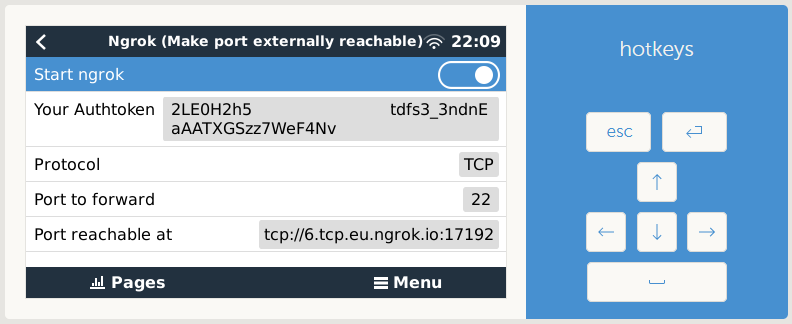 Ngrok (Make port externally reachable) 22:09
Start ngrok
Your Authtoken 2LE0H2h5 tdfs3_3ndnE
aAATXGSzz7WeF4Nv
Protocol TCP
Port to forward 22
Port reachable at tcp://6.tcp.eu.ngrok.io:17192
Pages Menu
hotkeys
esc